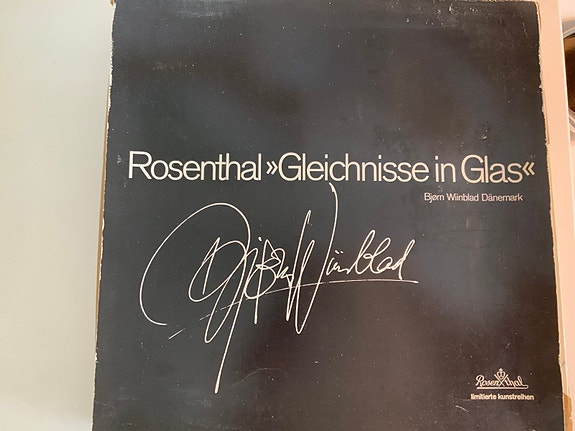 Rosenthal »Gleichnisse in Glas«
Bjørn Wiinblad Dänemark
Bjørn Wiinblad
Rosenthal
limitierte kunstreihen